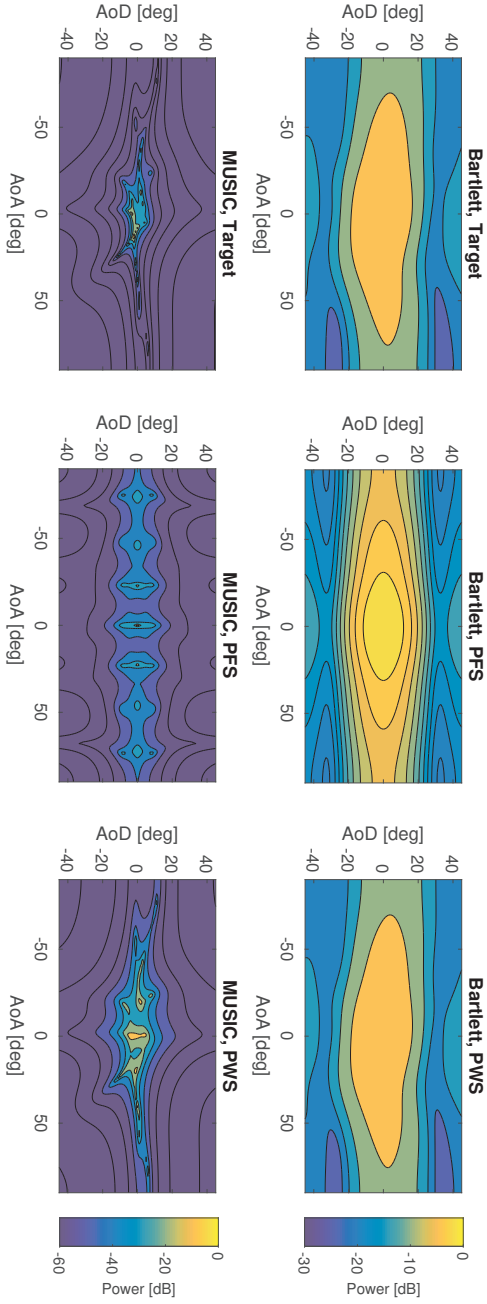 Bartlett, Target
AoD [deg]
40
20
0
-20
-40
-50 0 50
AoA [deg]
Bartlett, PFS
AoD [deg]
40
20
0
-20
-40
-50 0 50
AoA [deg]
Bartlett, PWS
AoD [deg]
40
20
0
-20
-40
-50 0 50
AoA [deg]
0
-10
-20
-30
Power [dB]
MUSIC, Target
AoD [deg]
40
20
0
-20
-40
-50 0 50
AoA [deg]
MUSIC, PFS
AoD [deg]
40
20
0
-20
-40
-50 0 50
AoA [deg]
MUSIC, PWS
AoD [deg]
40
20
0
-20
-40
-50 0 50
AoA [deg]
0
-20
-40
-60
Power [dB]